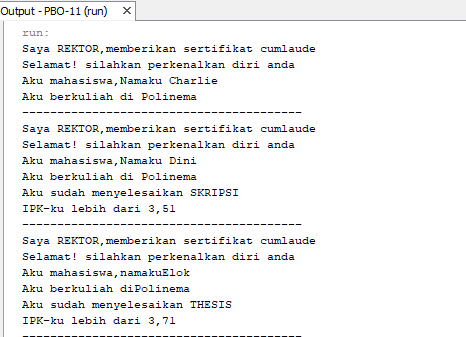 Output - PBO-11 (run)
run:
Saya REKTOR,memberikan sertifikat cumlaude
Selamat! silahkan perkenalkan diri anda
Aku mahasiswa,Namaku Charlie
Aku berkuliah di Polinema
----------------------------------------
Saya REKTOR,memberikan sertifikat cumlaude
Selamat! silahkan perkenalkan diri anda
Aku mahasiswa,Namaku Dini
Aku berkuliah di Polinema
Aku sudah menyelesaikan SKRIPSI
IPK-ku lebih dari 3,51
----------------------------------------
Saya REKTOR,memberikan sertifikat cumlaude
Selamat! silahkan perkenalkan diri anda
Aku mahasiswa,namakuElok
Aku berkuliah diPolinema
Aku sudah menyelesaikan THESIS
IPK-ku lebih dari 3,71
----------------------------------------